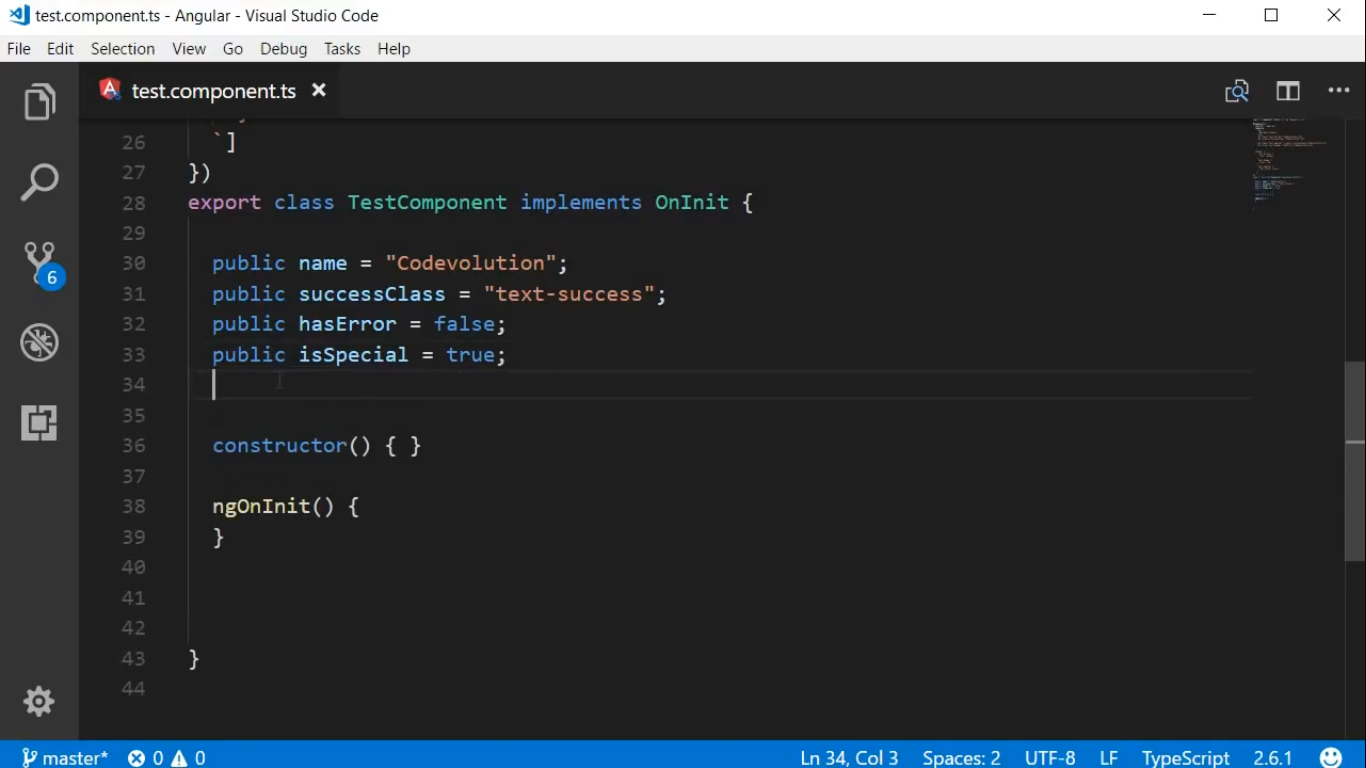 test.component.ts - Angular - Visual Studio Code
File Edit Selection View Go Debug Tasks Help
test.component.ts
26 `]
27 })
28 export class TestComponent implements OnInit {
29
30 public name = "Codevolution";
31 public successClass = "text-success";
32 public hasError = false;
33 public isSpecial = true;
34
35
36 constructor() { }
37
38 ngOnInit() {
39 }
40
41
42
43 }
44
6
master* 0 0 Ln 34, Col 3 Spaces: 2 UTF-8 LF TypeScript 2.6.1